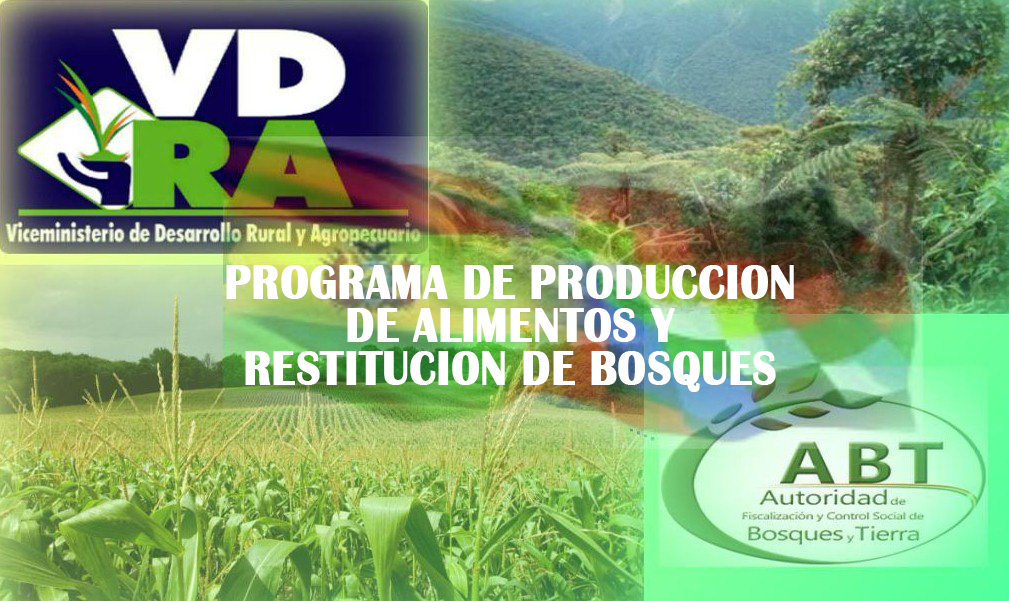 VD
RA
Viceministerio de Desarrollo Rural y Agropecuario
PROGRAMA DE PRODUCCION
DE ALIMENTOS Y
RESTITUCION DE BOSQUES
ABT
Autoridad de
Fiscalización y Control Social de
Bosques y Tierra